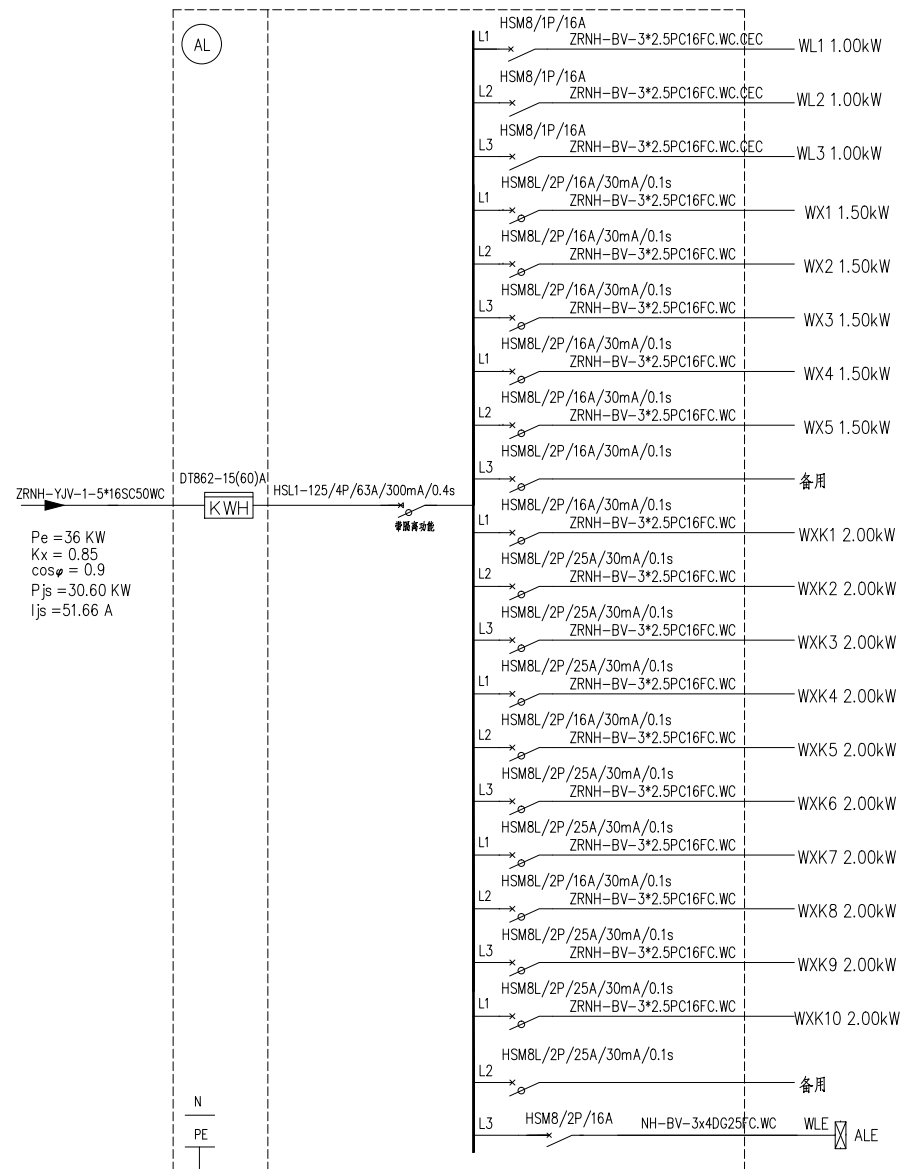 AL
HSM8/1P/16A
L1 ZRNH-BV-3*2.5PC16FC.WC.CEC WL1 1.00kW
HSM8/1P/16A
L2 ZRNH-BV-3*2.5PC16FC.WC.CEC WL2 1.00kW
HSM8/1P/16A
L3 ZRNH-BV-3*2.5PC16FC.WC.CEC WL3 1.00kW
HSM8L/2P/16A/30mA/0.1s
L1 ZRNH-BV-3*2.5PC16FC.WC WX1 1.50kW
HSM8L/2P/16A/30mA/0.1s
L2 ZRNH-BV-3*2.5PC16FC.WC WX2 1.50kW
HSM8L/2P/16A/30mA/0.1s
L3 ZRNH-BV-3*2.5PC16FC.WC WX3 1.50kW
HSM8L/2P/16A/30mA/0.1s
L1 ZRNH-BV-3*2.5PC16FC.WC WX4 1.50kW
HSM8L/2P/16A/30mA/0.1s
L2 ZRNH-BV-3*2.5PC16FC.WC WX5 1.50kW
HSM8L/2P/16A/30mA/0.1s
L3 备用
ZRNH-YJV-1-5*16SC50WC
DT862-15(60)A
KWH
HSL1-125/4P/63A/300mA/0.4s
带隔离功能
Pe =36 KW
Kx = 0.85
cosφ = 0.9
Pjs =30.60 KW
Ijs =51.66 A
HSM8L/2P/16A/30mA/0.1s
L1 ZRNH-BV-3*2.5PC16FC.WC WXK1 2.00kW
HSM8L/2P/25A/30mA/0.1s
L2 ZRNH-BV-3*2.5PC16FC.WC WXK2 2.00kW
HSM8L/2P/25A/30mA/0.1s
L3 ZRNH-BV-3*2.5PC16FC.WC WXK3 2.00kW
HSM8L/2P/25A/30mA/0.1s
L1 ZRNH-BV-3*2.5PC16FC.WC WXK4 2.00kW
HSM8L/2P/16A/30mA/0.1s
L2 ZRNH-BV-3*2.5PC16FC.WC WXK5 2.00kW
HSM8L/2P/25A/30mA/0.1s
L3 ZRNH-BV-3*2.5PC16FC.WC WXK6 2.00kW
HSM8L/2P/25A/30mA/0.1s
L1 ZRNH-BV-3*2.5PC16FC.WC WXK7 2.00kW
HSM8L/2P/16A/30mA/0.1s
L2 ZRNH-BV-3*2.5PC16FC.WC WXK8 2.00kW
HSM8L/2P/25A/30mA/0.1s
L3 ZRNH-BV-3*2.5PC16FC.WC WXK9 2.00kW
HSM8L/2P/25A/30mA/0.1s
L1 ZRNH-BV-3*2.5PC16FC.WC WXK10 2.00kW
HSM8L/2P/25A/30mA/0.1s
L2 备用
L3 HSM8/2P/16A NH-BV-3x4DG25FC.WC WLE ALE
N
PE